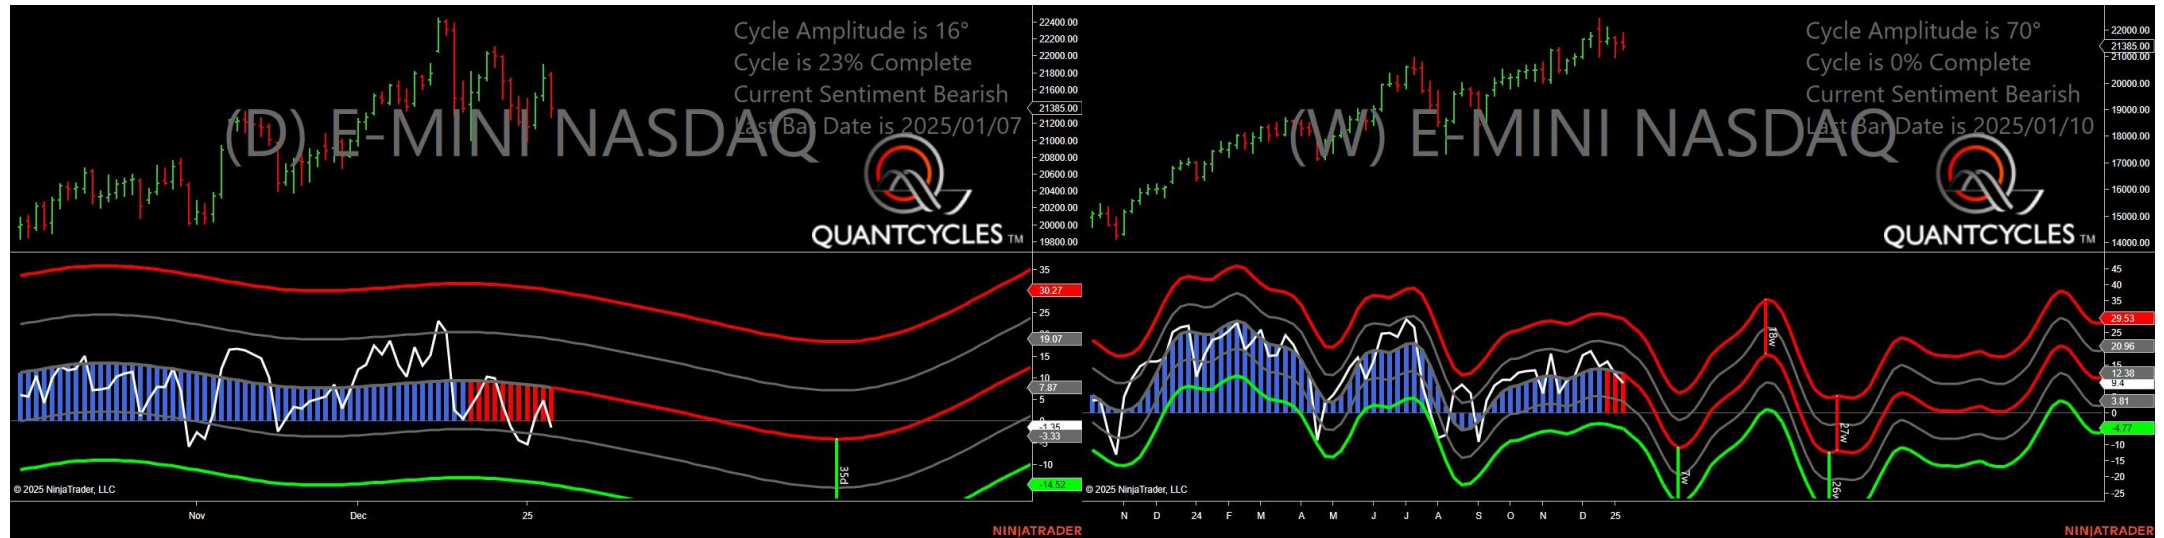 Cycle Amplitude is 16°
Cycle is 23% Complete
Current Sentiment Bearish
Last Bar Date is 2025/01/07
(D) E-MINI NASDAQ
QUANTCYCLES TM
22400.00
22200.00
22000.00
21800.00
21600.00
21385.00
21200.00
21000.00
20800.00
20600.00
20400.00
20200.00
20000.00
19800.00
35
30.27
25
19.07
15
10
7.87
5
0
-1.35
-3.33
-10
-14.52
35d
© 2025 NinjaTrader, LLC
Nov Dec 25
NINJATRADER
Cycle Amplitude is 70°
Cycle is 0% Complete
Current Sentiment Bearish
Last Bar Date is 2025/01/10
(W) E-MINI NASDAQ
QUANTCYCLES TM
22000.00
21385.00
21000.00
20000.00
19000.00
18000.00
17000.00
16000.00
15000.00
14000.00
45
40
35
29.53
25
20.96
15
12.38
9.4
3.81
0
-4.77
-10
-15
-20
-25
18w
27w
7w
26w
© 2025 NinjaTrader, LLC
N D 24 F M A M J J A S O N D 25
NINJATRADER